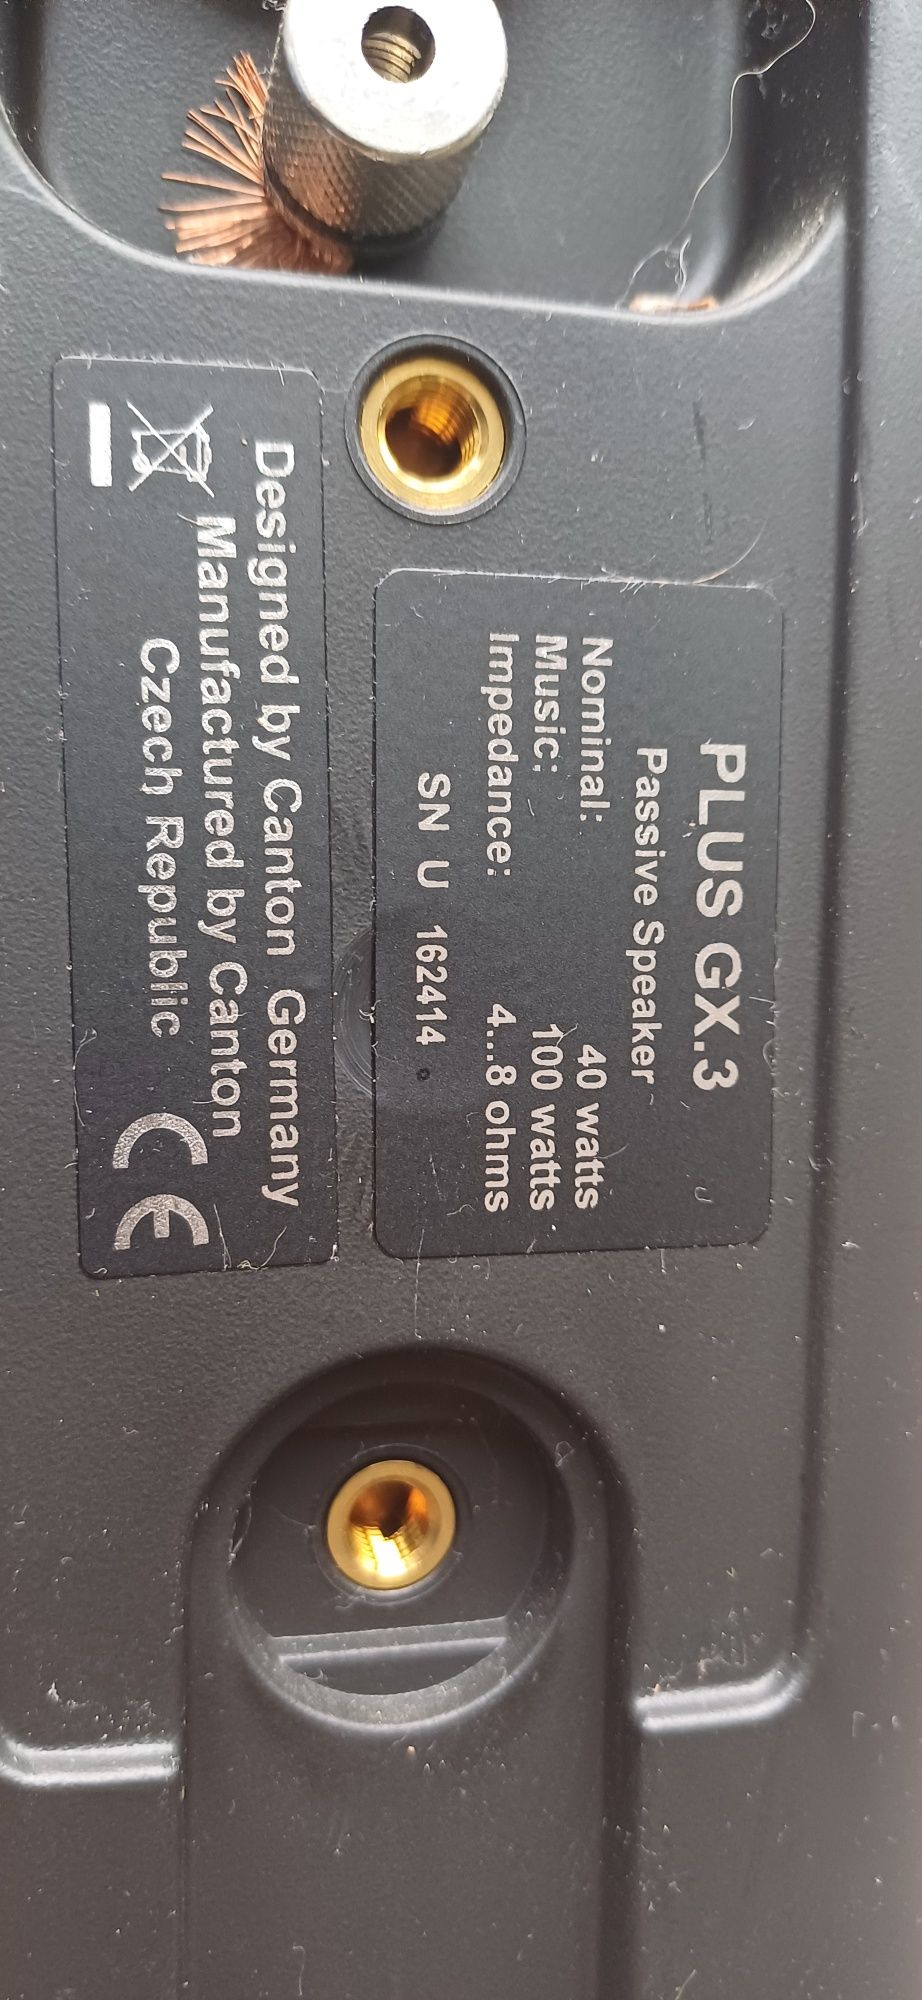 PLUS GX.3
Passive Speaker
Nominal: 40 watts
Music: 100 watts
Impedance: 4...8 ohms
SN U 162414
Designed by Canton Germany
Manufactured by Canton
Czech Republic
CE